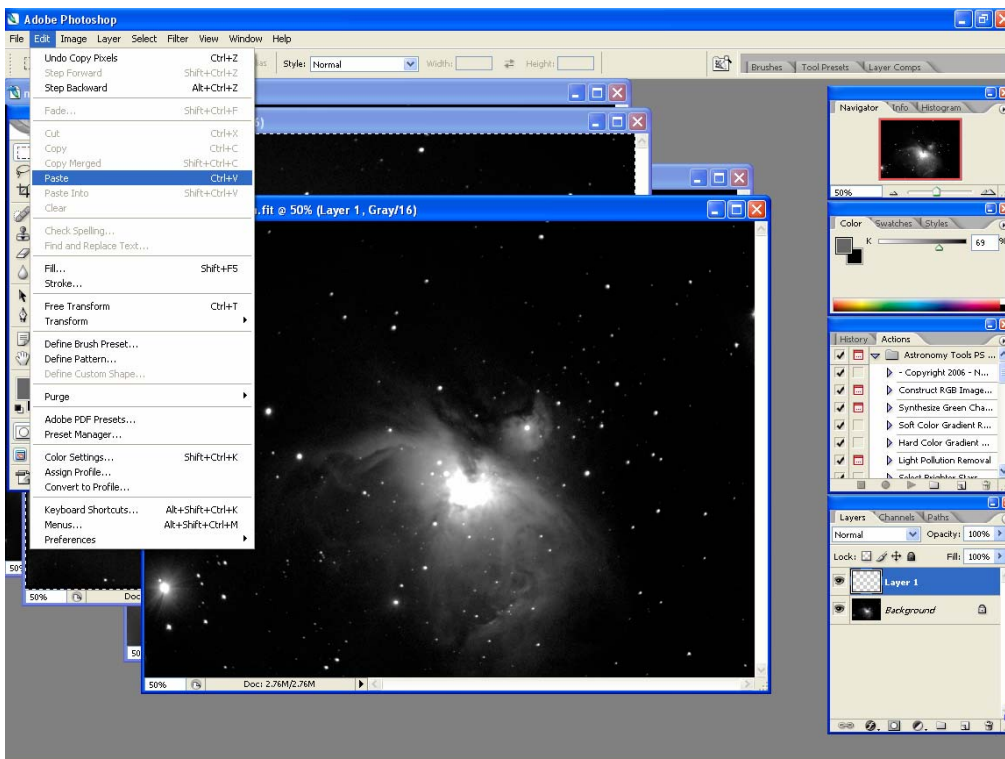 Adobe Photoshop
File Edit Image Layer Select Filter View Window Help
Style: Normal Width: Height:
Brushes Tool Presets Layer Comps
Undo Copy Pixels Ctrl+Z
Step Forward Shift+Ctrl+Z
Step Backward Alt+Ctrl+Z
Fade... Shift+Ctrl+F
Cut Ctrl+X
Copy Ctrl+C
Copy Merged Shift+Ctrl+C
Paste Ctrl+V
Paste Into Shift+Ctrl+V
Clear
Check Spelling...
Find and Replace Text...
Fill... Shift+F5
Stroke...
Free Transform Ctrl+T
Transform
Define Brush Preset...
Define Pattern...
Define Custom Shape...
Purge
Adobe PDF Presets...
Preset Manager...
Color Settings... Shift+Ctrl+K
Assign Profile...
Convert to Profile...
Keyboard Shortcuts... Alt+Shift+Ctrl+K
Menus... Alt+Shift+Ctrl+M
Preferences
.fit @ 50% (Layer 1, Gray/16)
50% Doc
50
50% Doc: 2.76M/2.76M
Navigator Info Histogram
50%
Color Swatches Styles
K 69 %
History Actions
Astronomy Tools PS ...
- Copyright 2006 - N...
Construct RGB Image...
Synthesize Green Cha...
Soft Color Gradient R...
Hard Color Gradient ...
Light Pollution Removal
Select Brighter Stars
Layers Channels Paths
Normal Opacity: 100%
Lock: Fill: 100%
Layer 1
Background